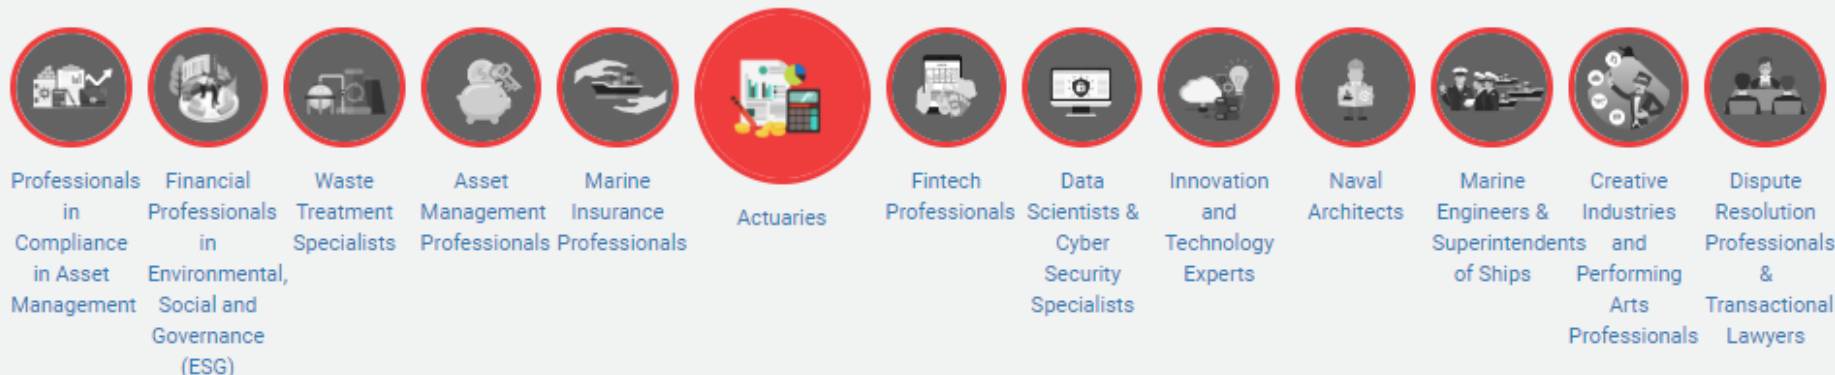 Professionals
in
Compliance
in Asset
Management
Financial
Professionals
in
Environmental,
Social and
Governance
(ESG)
Waste
Treatment
Specialists
Asset
Management
Professionals
Marine
Insurance
Professionals
Actuaries
Fintech
Professionals
Data
Scientists &
Cyber
Security
Specialists
Innovation
and
Technology
Experts
Naval
Architects
Marine
Engineers &
Superintendents
of Ships
Creative
Industries
and
Performing
Arts
Professionals
Dispute
Resolution
Professionals
&
Transactional
Lawyers